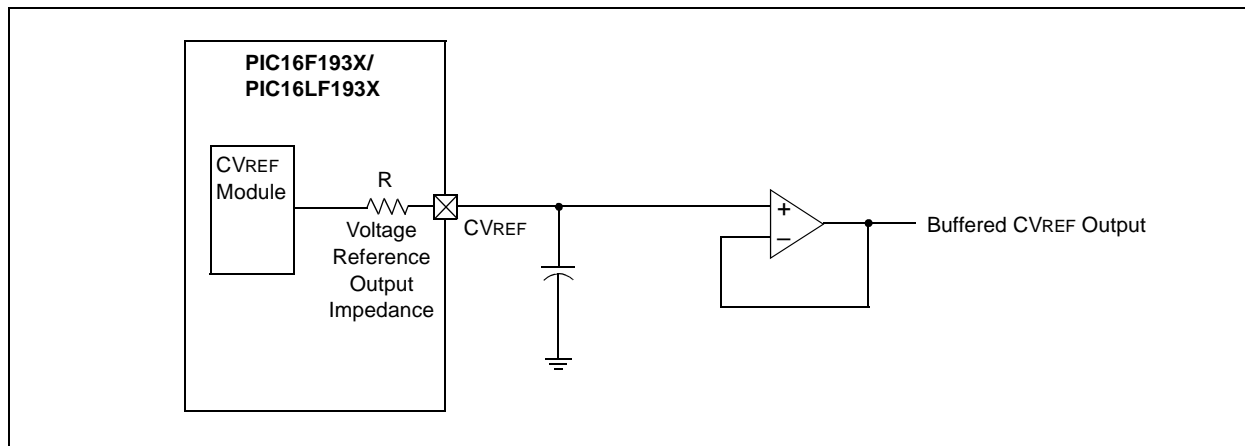 PIC16F193X/
PIC16LF193X
CVREF
Module
R
Voltage
Reference
Output
Impedance
CVREF
+
–
Buffered CVREF Output